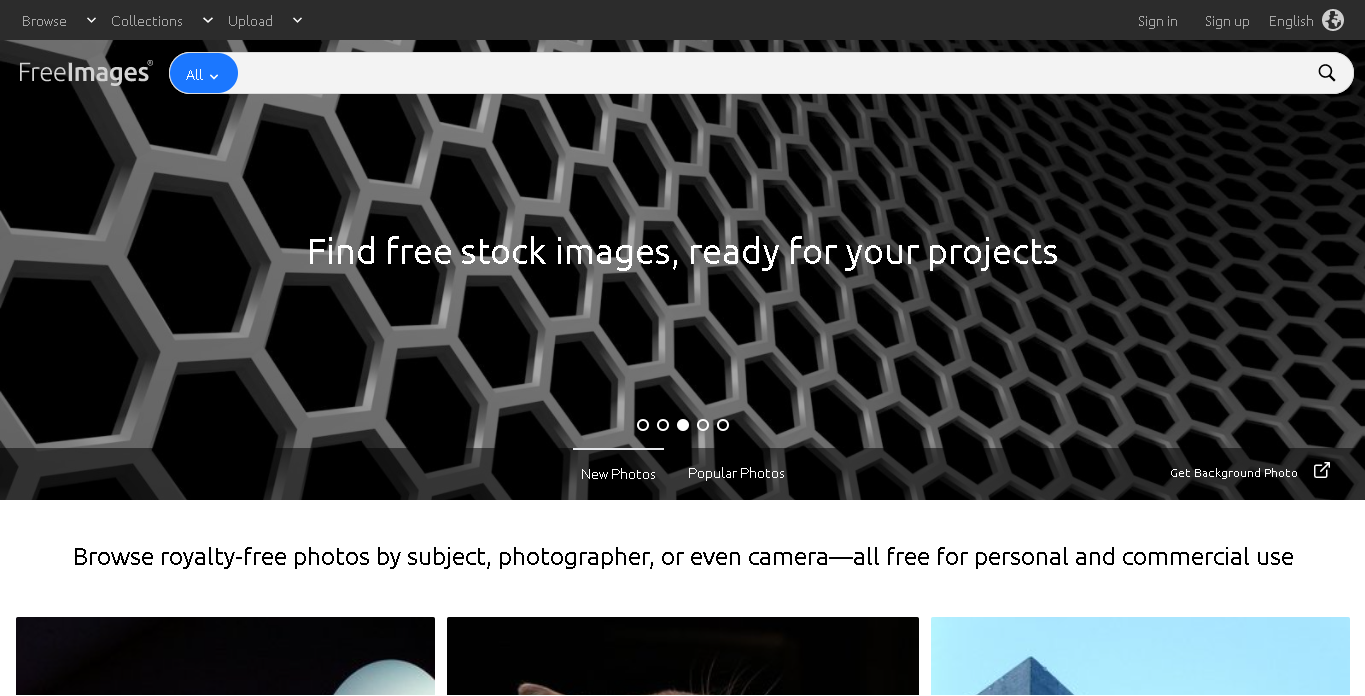 Browse Collections Upload Sign in Sign up English
FreeImages®
All
Find free stock images, ready for your projects
New Photos Popular Photos Get Background Photo
Browse royalty-free photos by subject, photographer, or even camera—all free for personal and commercial use